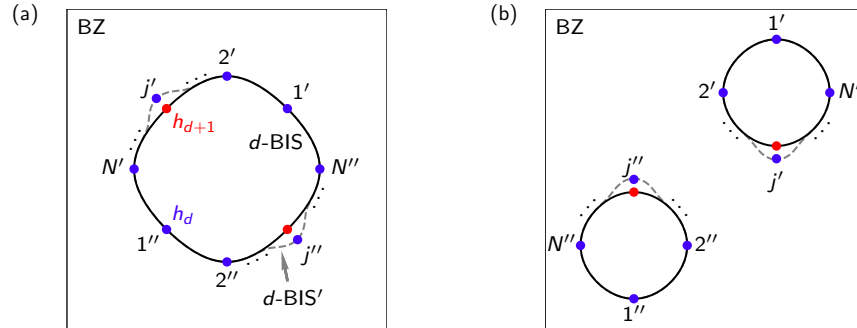 (a)
BZ
2′
j′
1′
h_{d+1}
d-BIS
N′
N″
h_d
1″
j″
2″
d-BIS′
(b)
BZ
1′
2′
N′
j′
j″
N″
2″
1″